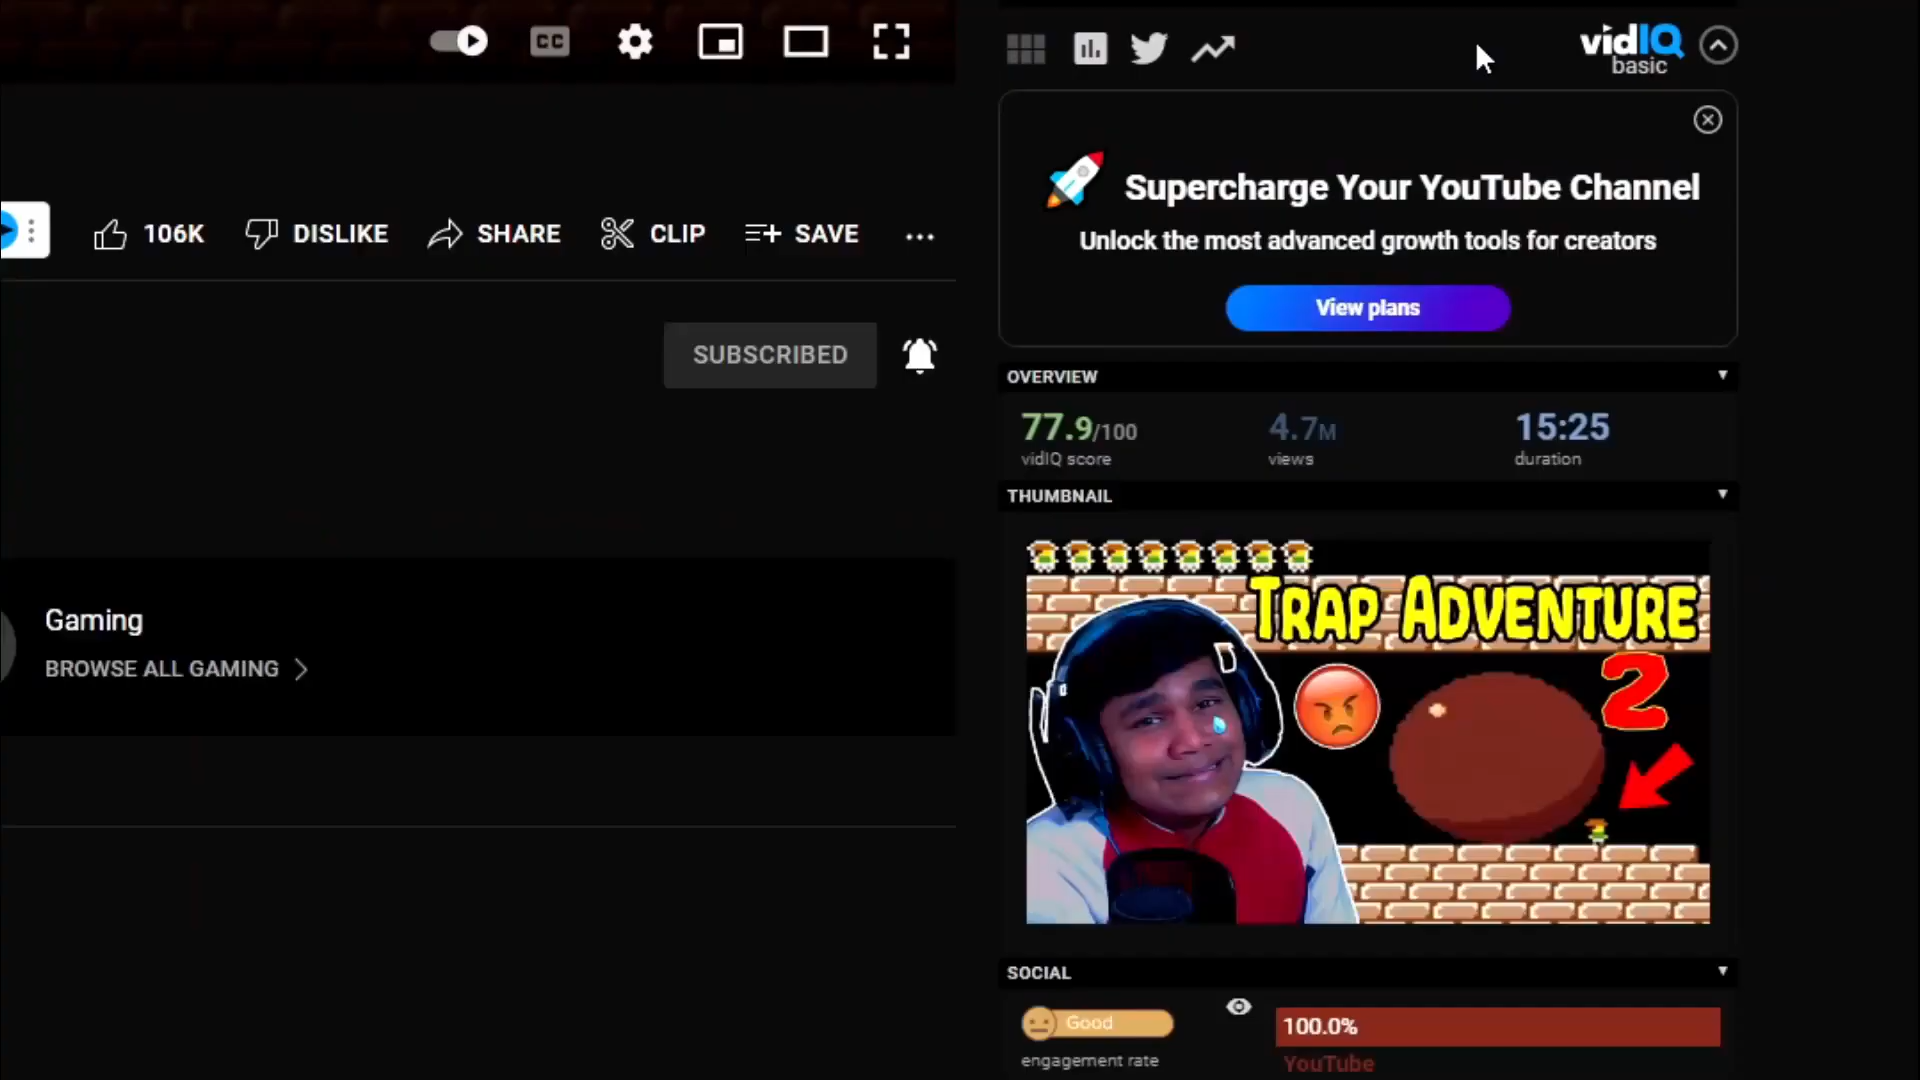 CC
106K
DISLIKE
SHARE
CLIP
SAVE
SUBSCRIBED
Gaming
BROWSE ALL GAMING
vidIQ
basic
Supercharge Your YouTube Channel
Unlock the most advanced growth tools for creators
View plans
OVERVIEW
77.9/100
vidIQ score
4.7M
views
15:25
duration
THUMBNAIL
TRAP ADVENTURE
2
SOCIAL
Good
engagement rate
100.0%
YouTube